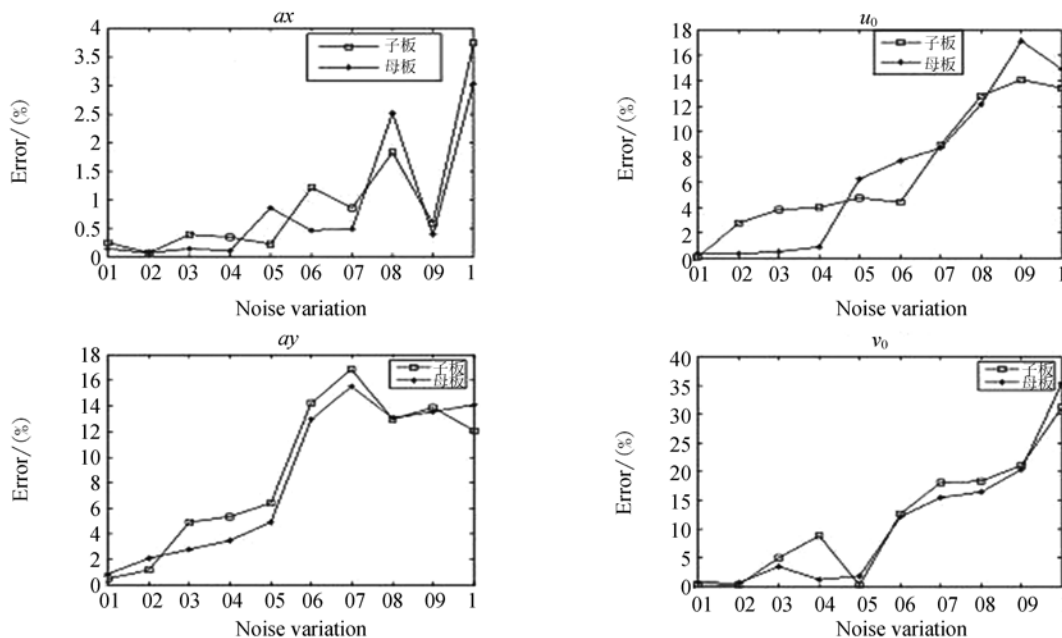 ax
4
3.5
3
2.5
2
1.5
1
0.5
0
子板
母板
Error/(%)
01 02 03 04 05 06 07 08 09 1
Noise variation
u0
18
16
14
12
10
8
6
4
2
0
子板
母板
Error/(%)
01 02 03 04 05 06 07 08 09 1
Noise variation
ay
18
16
14
12
10
8
6
4
2
0
子板
母板
Error/(%)
01 02 03 04 05 06 07 08 09 1
Noise variation
v0
40
35
30
25
20
15
10
5
0
子板
母板
Error/(%)
01 02 03 04 05 06 07 09
Noise variation